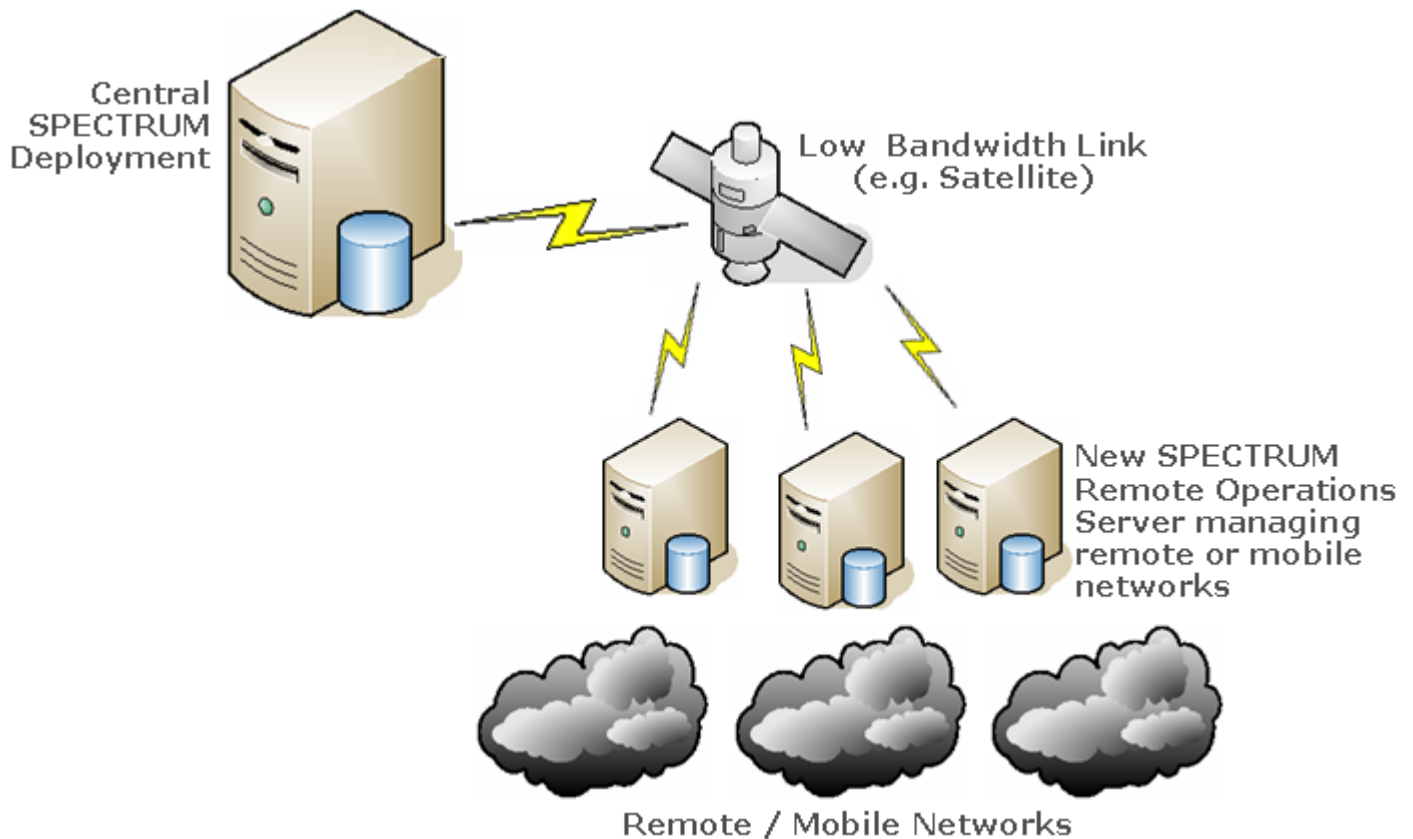 Central
SPECTRUM
Deployment
Low Bandwidth Link
(e.g. Satellite)
New SPECTRUM
Remote Operations
Server managing
remote or mobile
networks
Remote / Mobile Networks